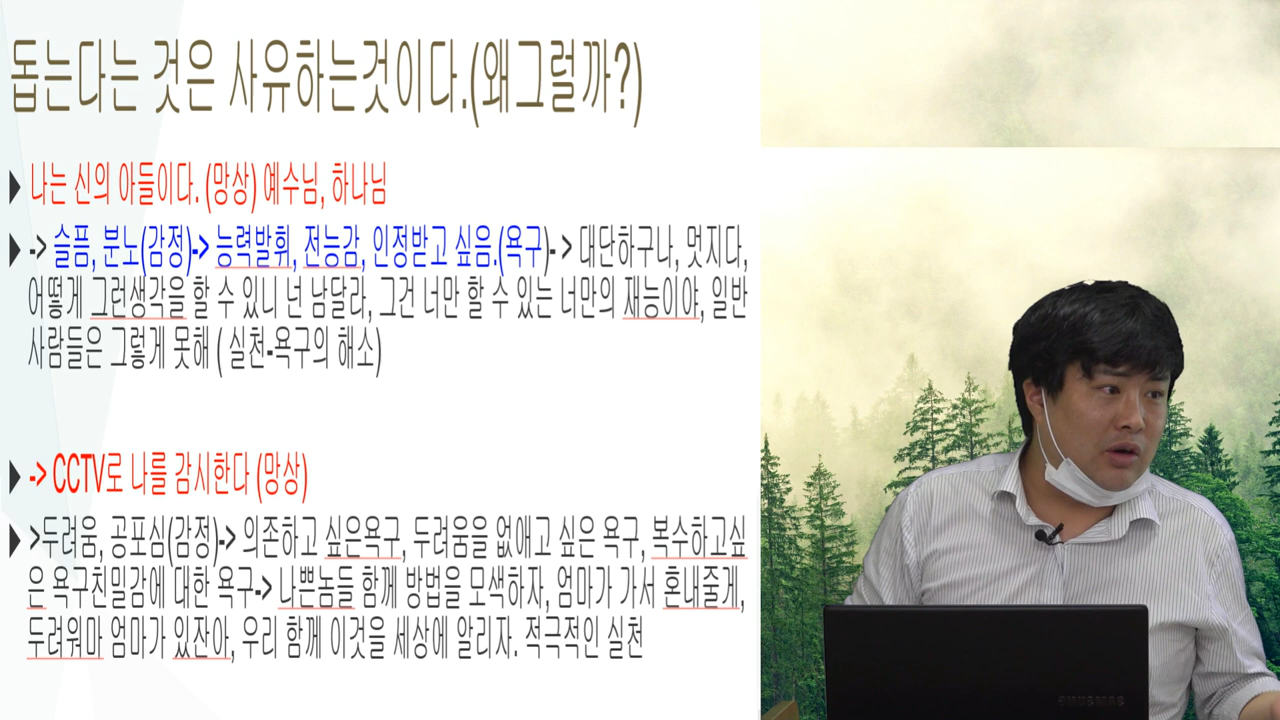 돕는다는 것은 사유하는것이다.(왜그럴까?)
나는 신의 아들이다. (망상) 예수님, 하나님
-> 슬픔, 분노(감정)-> 능력발휘, 전능감, 인정받고 싶음.(욕구)- > 대단하구나, 멋지다,
어떻게 그런생각을 할 수 있니 넌 남달라, 그건 너만 할 수 있는 너만의 재능이야, 일반
사람들은 그렇게 못해 ( 실천-욕구의 해소)
-> CCTV로 나를 감시한다 (망상)
>두려움, 공포심(감정)-> 의존하고 싶은욕구, 두려움을 없애고 싶은 욕구, 복수하고싶
은 욕구친밀감에 대한 욕구-> 나쁜놈들 함께 방법을 모색하자, 엄마가 가서 혼내줄게,
두려워마 엄마가 있잔아, 우리 함께 이것을 세상에 알리자. 적극적인 실천
SAMSUNG